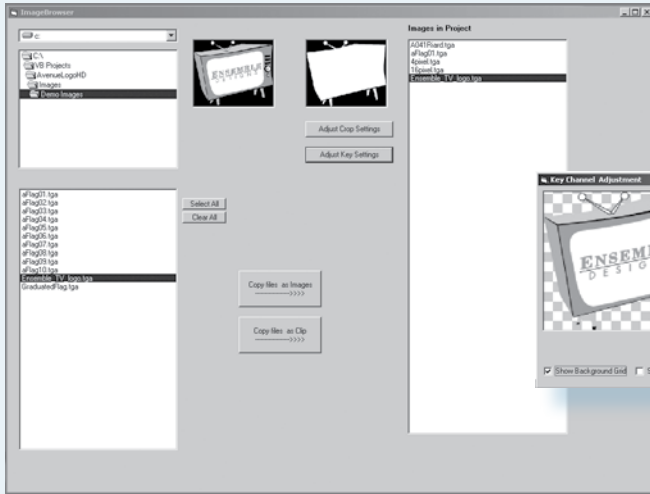 ImageBrowser
c:
C:\
VB Projects
AvenueLogoHD
Images
Demo Images
ENSEMBLE
DESIGNS
Adjust Crop Settings
Adjust Key Settings
Images in Project
A041Riard.tga
aFlag01.tga
4pixel.tga
16pixel.tga
Ensemble_TV_logo.tga
aFlag01.tga
aFlag02.tga
aFlag03.tga
aFlag04.tga
aFlag05.tga
aFlag06.tga
aFlag07.tga
aFlag08.tga
aFlag09.tga
aFlag10.tga
Ensemble_TV_logo.tga
GraduatedFlag.tga
Select All
Clear All
Copy files as Images
------------>>>>
Copy files as Clip
------------>>>>
Key Channel Adjustment
ENSEMB
DESIG
Show Background Grid
S